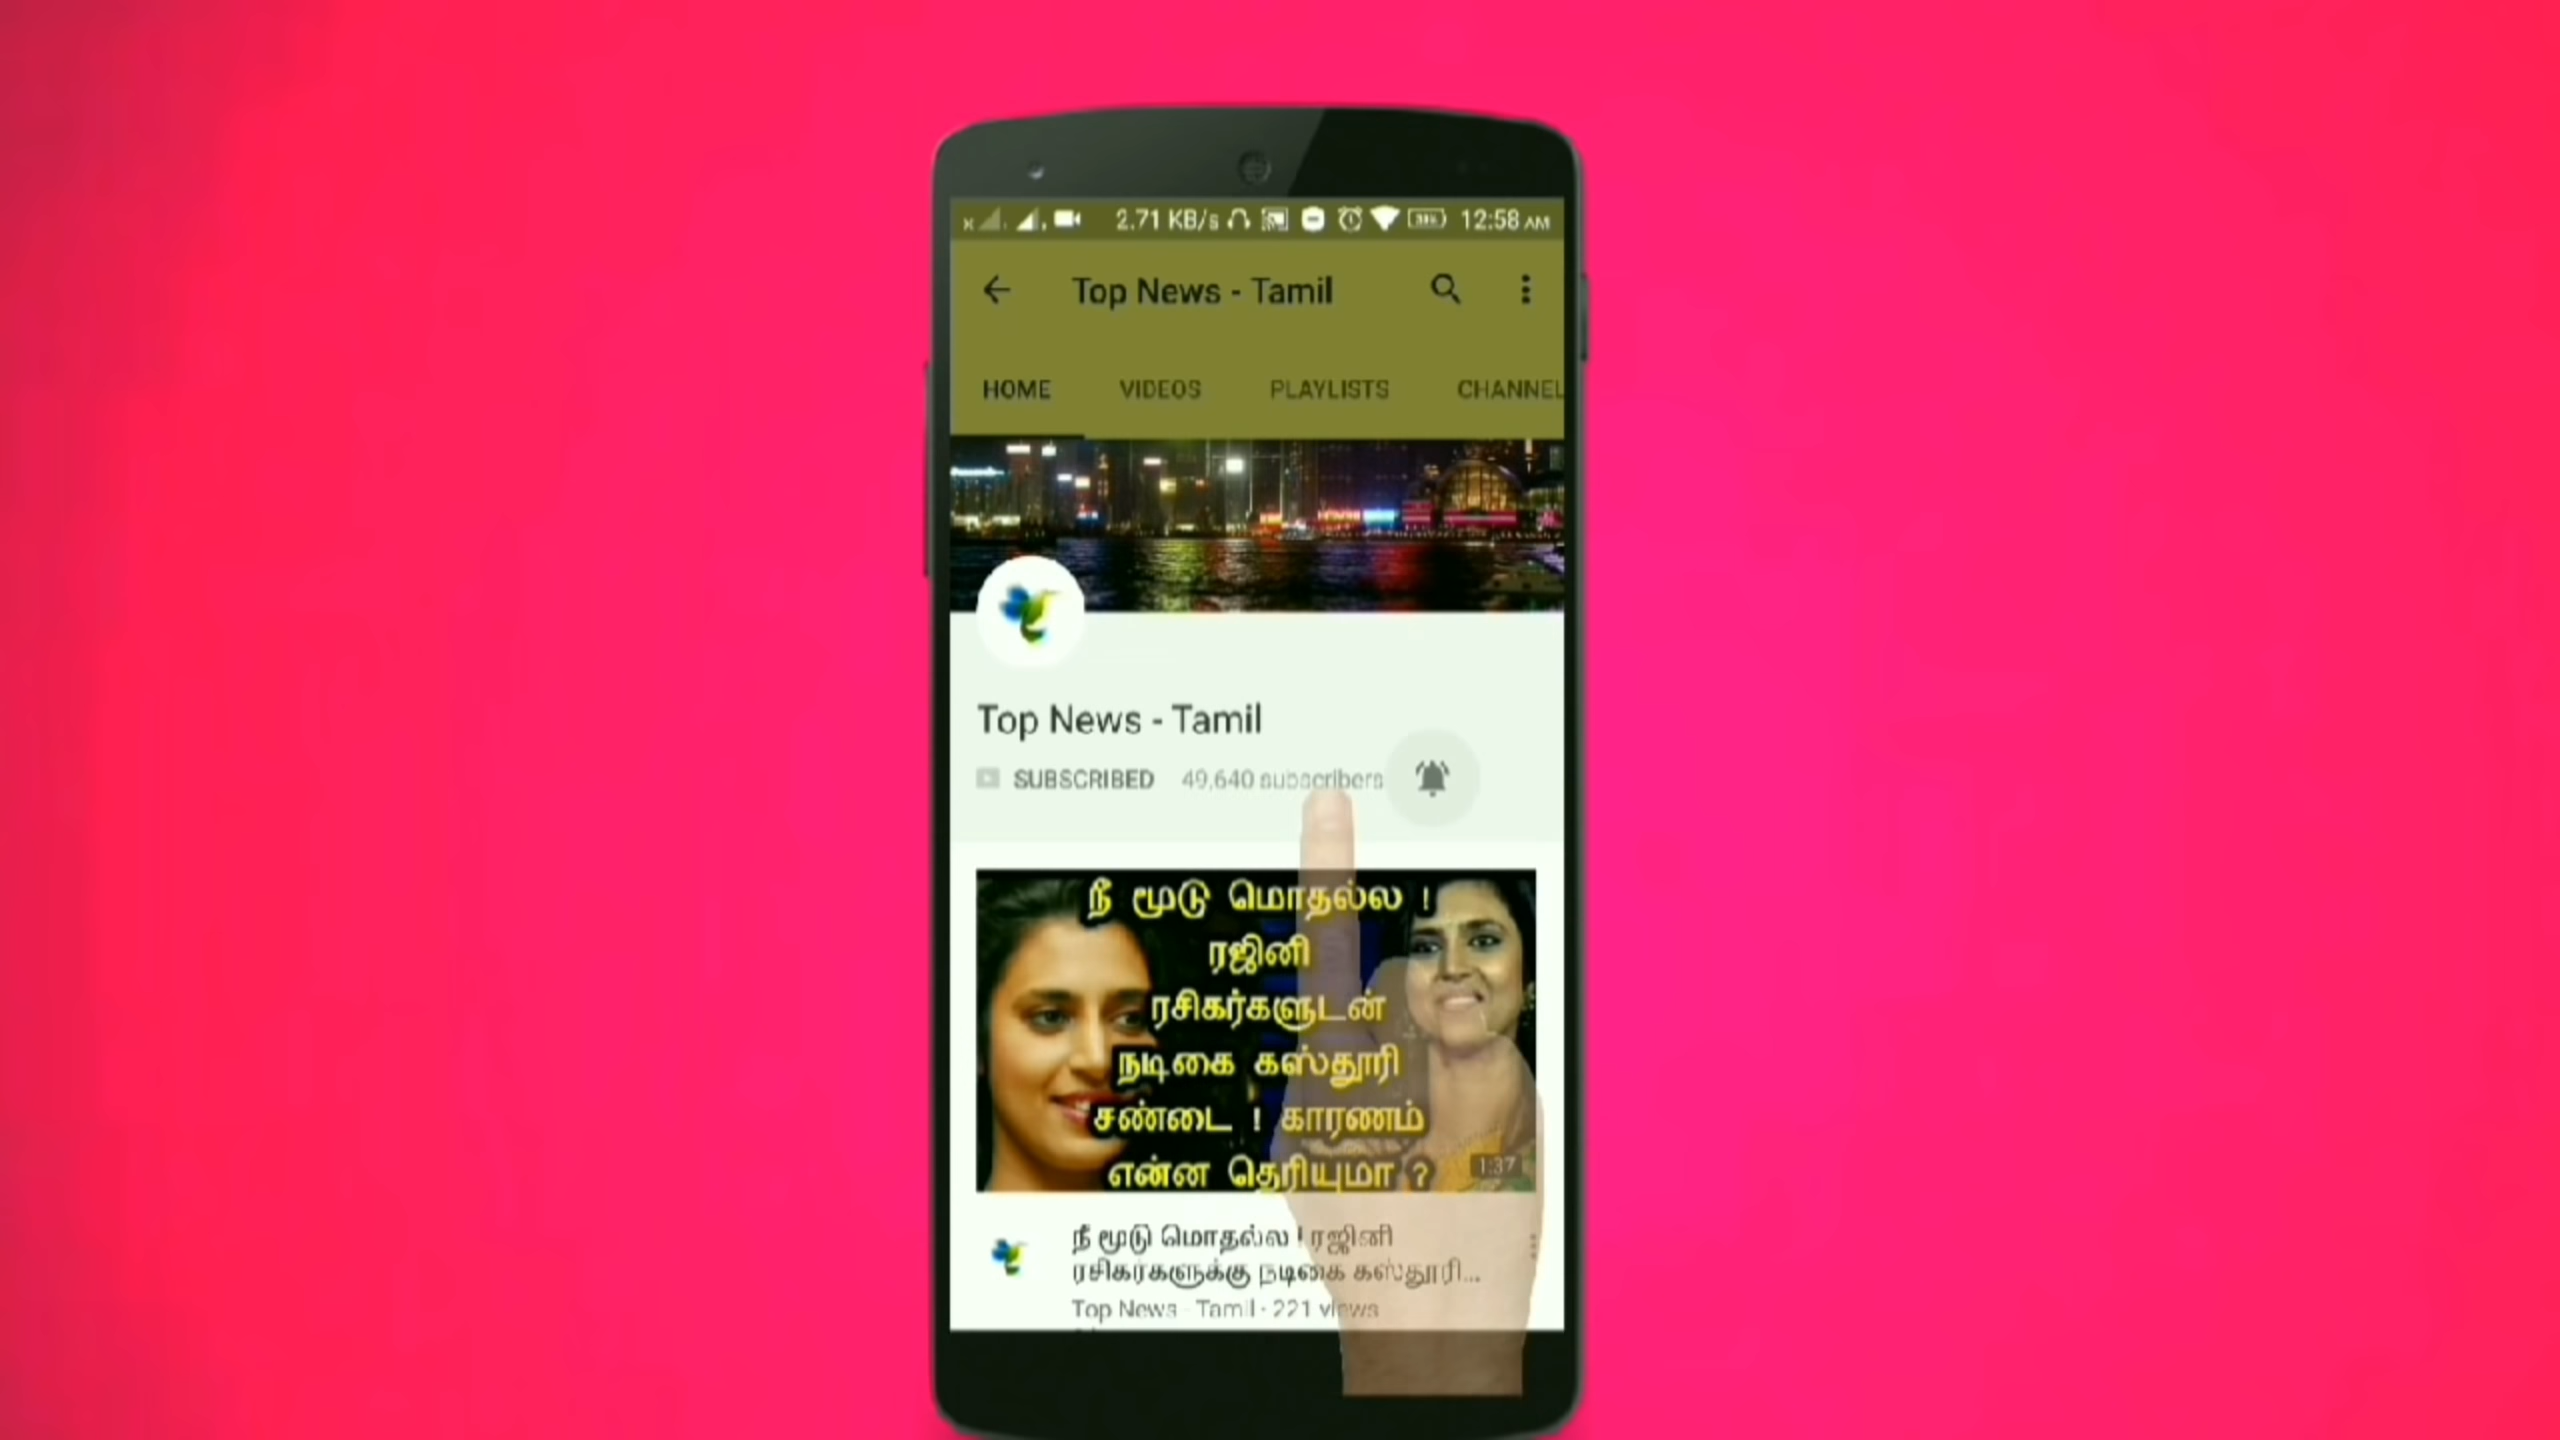 2.71 KB/s 12:58 AM
Top News - Tamil
HOME VIDEOS PLAYLISTS CHANNEL
Top News - Tamil
SUBSCRIBED 49,640 subscribers
நீ மூடு மொதல்ல !
ரஜினி
ரசிகர்களுடன்
நடிகை கஸ்தூரி
சண்டை ! காரணம்
என்ன தெரியுமா ?
1:37
நீ மூடு மொதல்ல ! ரஜினி
ரசிகர்களுக்கு நடிகை கஸ்தூரி...
Top News - Tamil · 221 views